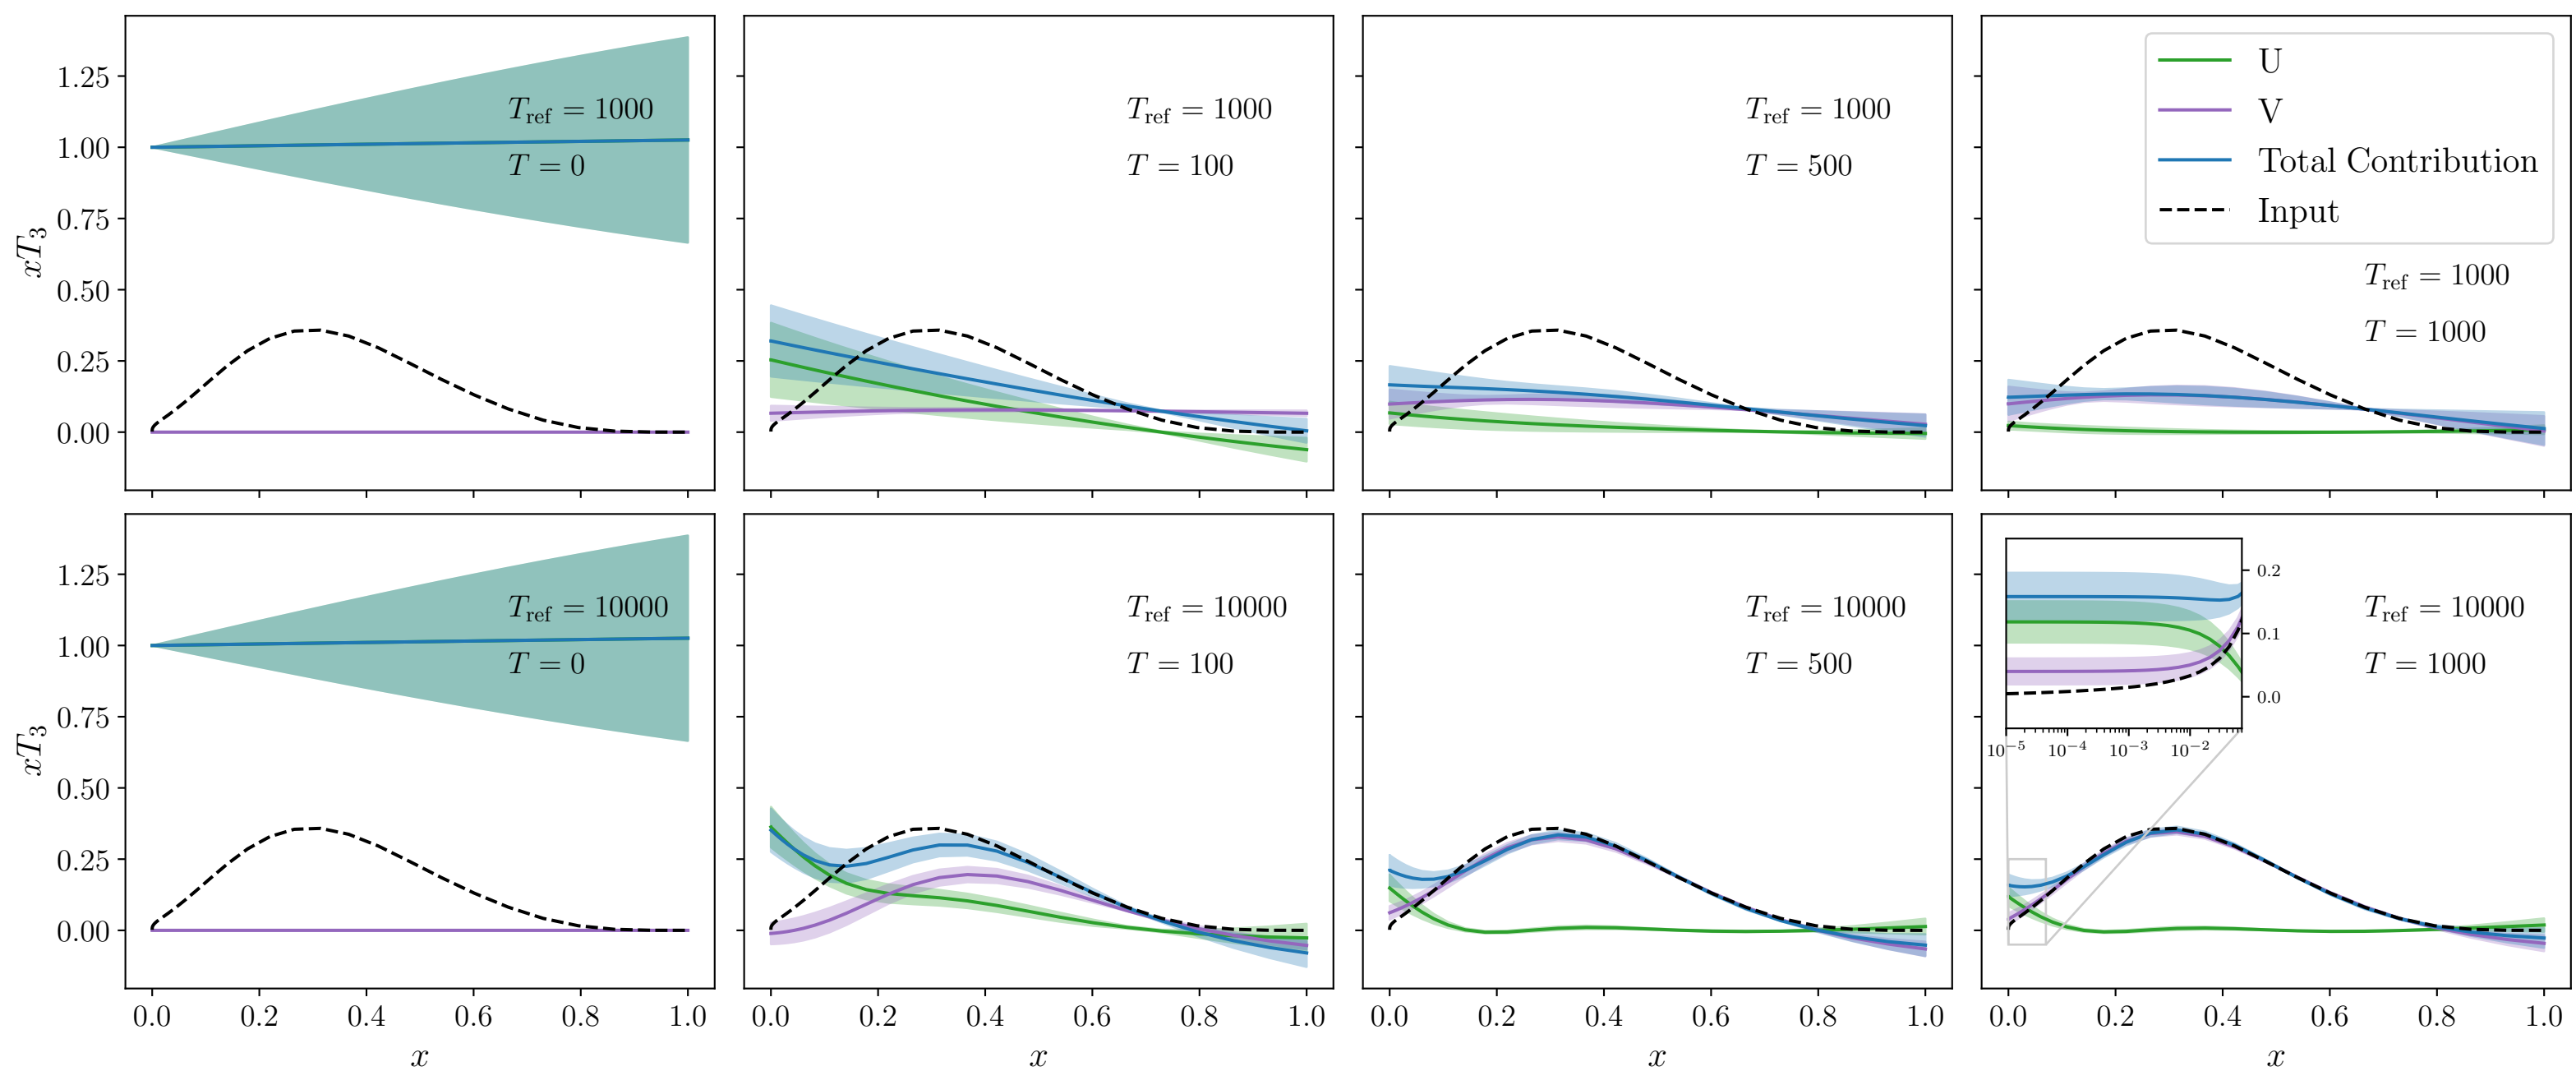 xT₃
1.25
1.00
0.75
0.50
0.25
0.00
T_ref = 1000
T = 0
T_ref = 1000
T = 100
T_ref = 1000
T = 500
U
V
Total Contribution
Input
T_ref = 1000
T = 1000
xT₃
1.25
1.00
0.75
0.50
0.25
0.00
T_ref = 10000
T = 0
T_ref = 10000
T = 100
T_ref = 10000
T = 500
0.2
0.1
0.0
10⁻⁵ 10⁻⁴ 10⁻³ 10⁻²
T_ref = 10000
T = 1000
0.0 0.2 0.4 0.6 0.8 1.0
0.0 0.2 0.4 0.6 0.8 1.0
0.0 0.2 0.4 0.6 0.8 1.0
0.0 0.2 0.4 0.6 0.8 1.0
x
x
x
x